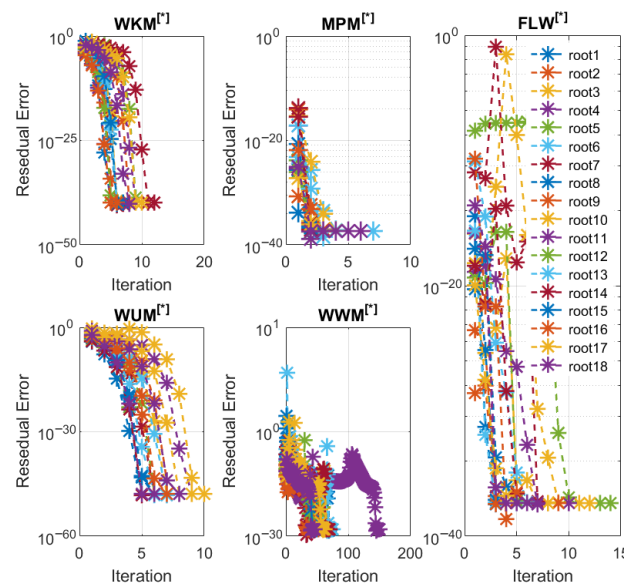 WKM[*]
Resedual Error
10^0
10^-25
10^-50
0 10 20
Iteration
MPM[*]
Resedual Error
10^0
10^-20
10^-40
0 5 10
Iteration
FLW[*]
Resedual Error
10^-20
10^-40
0 5 10 15
Iteration
root1
root2
root3
root4
root5
root6
root7
root8
root9
root10
root11
root12
root13
root14
root15
root16
root17
root18
WUM[*]
Resedual Error
10^0
10^-30
10^-60
0 5 10
Iteration
WWM[*]
Resedual Error
10^1
10^0
10^-30
0 100 200
Iteration